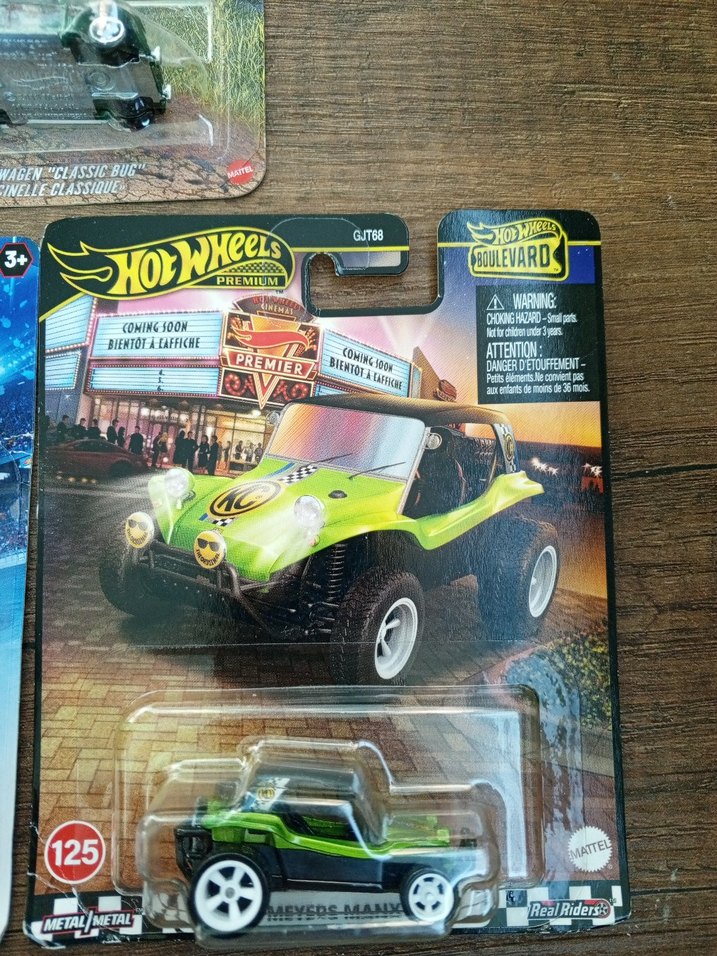 WAGEN "CLASSIC BUG"
CINELLE CLASSIQUE»
MATTEL
3+
HOT WHEELS
PREMIUM
GJT68
HOT WHEELS
BOULEVARD
WARNING:
CHOKING HAZARD – Small parts.
Not for children under 3 years.
ATTENTION :
DANGER D'ÉTOUFFEMENT –
Petits éléments. Ne convient pas
aux enfants de moins de 36 mois.
CINEMAS
COMING SOON
BIENTÔT À L'AFFICHE
PREMIER
COMING SOON
BIENTÔT À L'AFFICHE
KC
125
MATTEL
METAL/METAL
MEYERS MANX
Real Riders